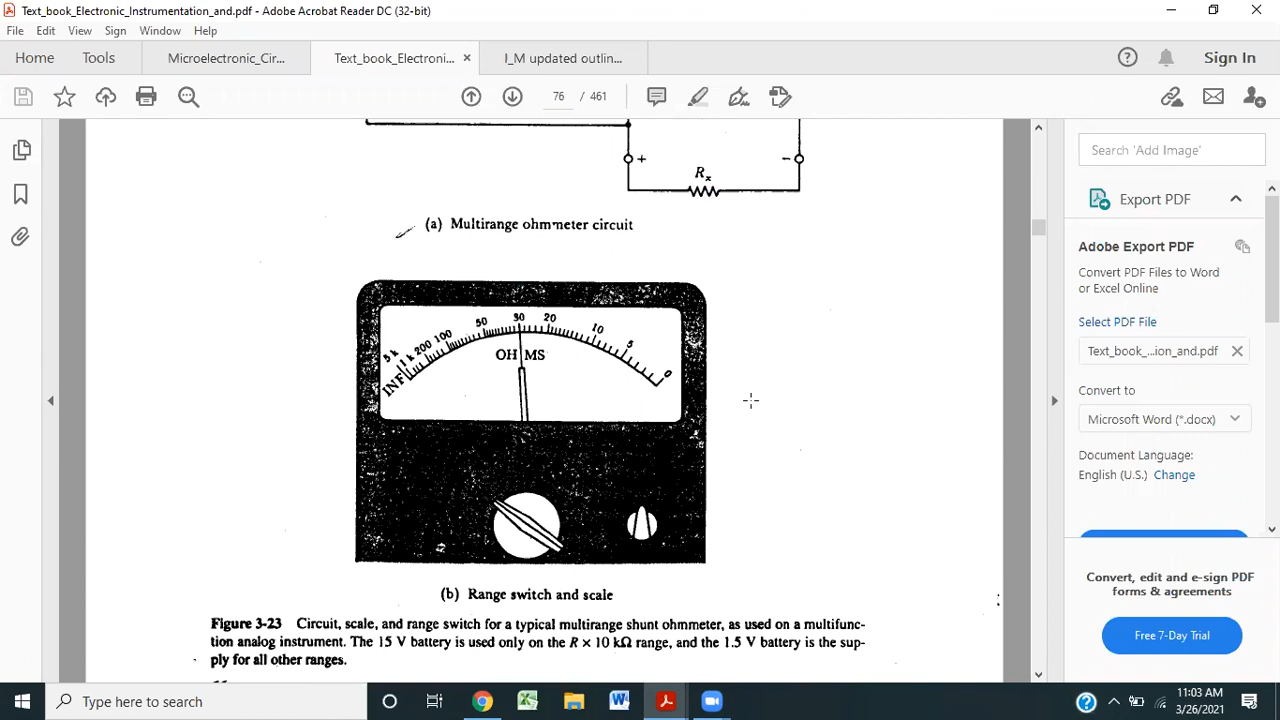 Text_book_Electronic_Instrumentation_and.pdf - Adobe Acrobat Reader DC (32-bit)
File Edit View Sign Window Help
Home Tools Microelectronic_Cir... Text_book_Electroni... I_M updated outlin... Sign In
76 / 461
+ −
Rx
(a) Multirange ohmmeter circuit
INF 5 k 1 k 200 100 50 30 20 10 5 0
OHMS
(b) Range switch and scale
Figure 3-23 Circuit, scale, and range switch for a typical multirange shunt ohmmeter, as used on a multifunc-
tion analog instrument. The 15 V battery is used only on the R × 10 kΩ range, and the 1.5 V battery is the sup-
ply for all other ranges.
Search 'Add Image'
Export PDF
Adobe Export PDF
Convert PDF Files to Word
or Excel Online
Select PDF File
Text_book_...ion_and.pdf
Convert to
Microsoft Word (*.docx)
Document Language:
English (U.S.) Change
Convert, edit and e-sign PDF
forms & agreements
Free 7-Day Trial
Type here to search
11:03 AM
3/26/2021